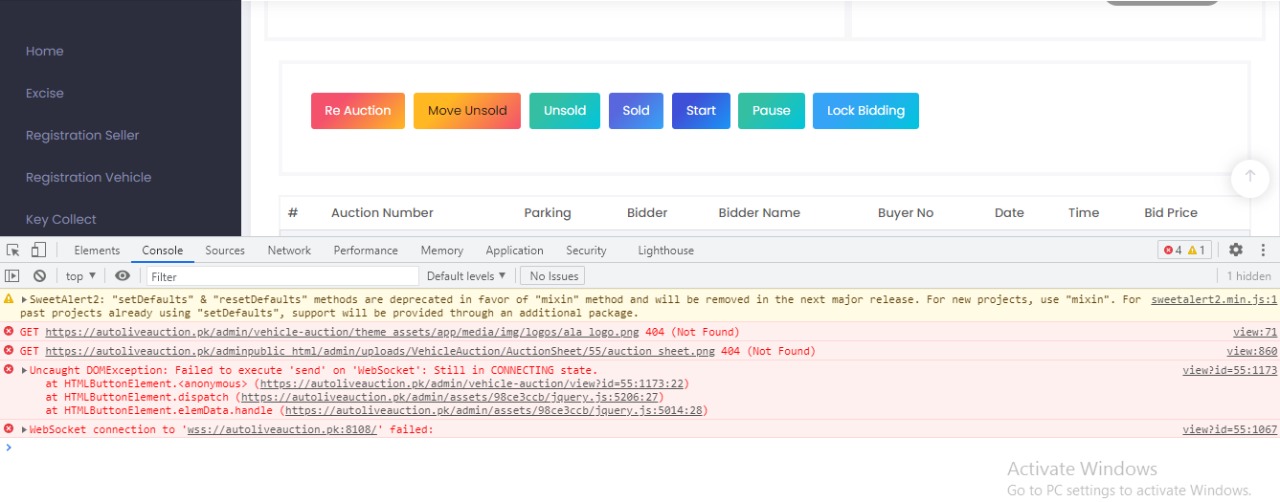 Home
Excise
Registration Seller
Registration Vehicle
Key Collect
Re Auction Move Unsold Unsold Sold Start Pause Lock Bidding
# Auction Number Parking Bidder Bidder Name Buyer No Date Time Bid Price
Elements Console Sources Network Performance Memory Application Security Lighthouse 4 1
top Filter Default levels No Issues 1 hidden
SweetAlert2: "setDefaults" & "resetDefaults" methods are deprecated in favor of "mixin" method and will be removed in the next major release. For new projects, use "mixin". For sweetalert2.min.js:1
past projects already using "setDefaults", support will be provided through an additional package.
GET https://autoliveauction.pk/admin/vehicle-auction/theme_assets/app/media/img/logos/ala_logo.png 404 (Not Found) view:71
GET https://autoliveauction.pk/adminpublic_html/admin/uploads/VehicleAuction/AuctionSheet/55/auction_sheet.png 404 (Not Found) view:860
Uncaught DOMException: Failed to execute 'send' on 'WebSocket': Still in CONNECTING state. view?id=55:1173
at HTMLButtonElement.<anonymous> (https://autoliveauction.pk/admin/vehicle-auction/view?id=55:1173:22)
at HTMLButtonElement.dispatch (https://autoliveauction.pk/admin/assets/98ce3ccb/jquery.js:5206:27)
at HTMLButtonElement.elemData.handle (https://autoliveauction.pk/admin/assets/98ce3ccb/jquery.js:5014:28)
WebSocket connection to 'wss://autoliveauction.pk:8108/' failed: view?id=55:1067
Activate Windows
Go to PC settings to activate Windows.